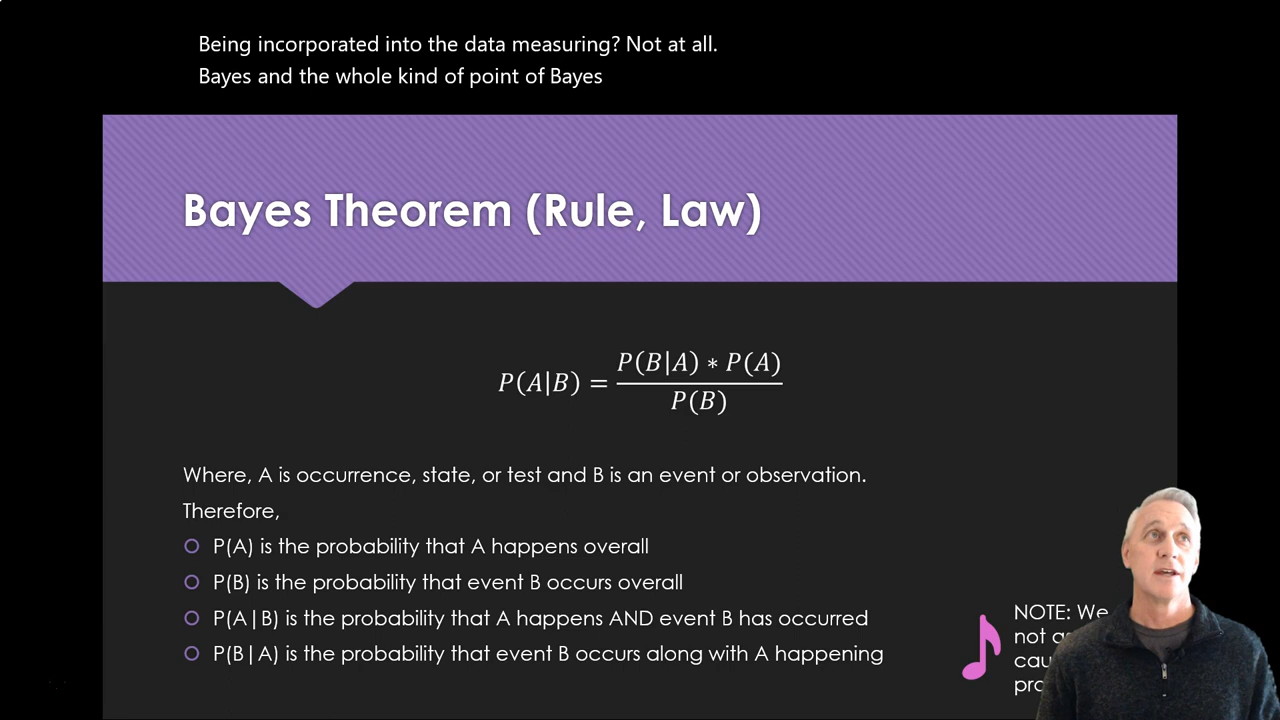 Being incorporated into the data measuring? Not at all.
Bayes and the whole kind of point of Bayes
Bayes Theorem (Rule, Law)
P(A|B) = P(B|A) ∗ P(A) / P(B)
Where, A is occurrence, state, or test and B is an event or observation.
Therefore,
P(A) is the probability that A happens overall
P(B) is the probability that event B occurs overall
P(A|B) is the probability that A happens AND event B has occurred
P(B|A) is the probability that event B occurs along with A happening
NOTE: We
not